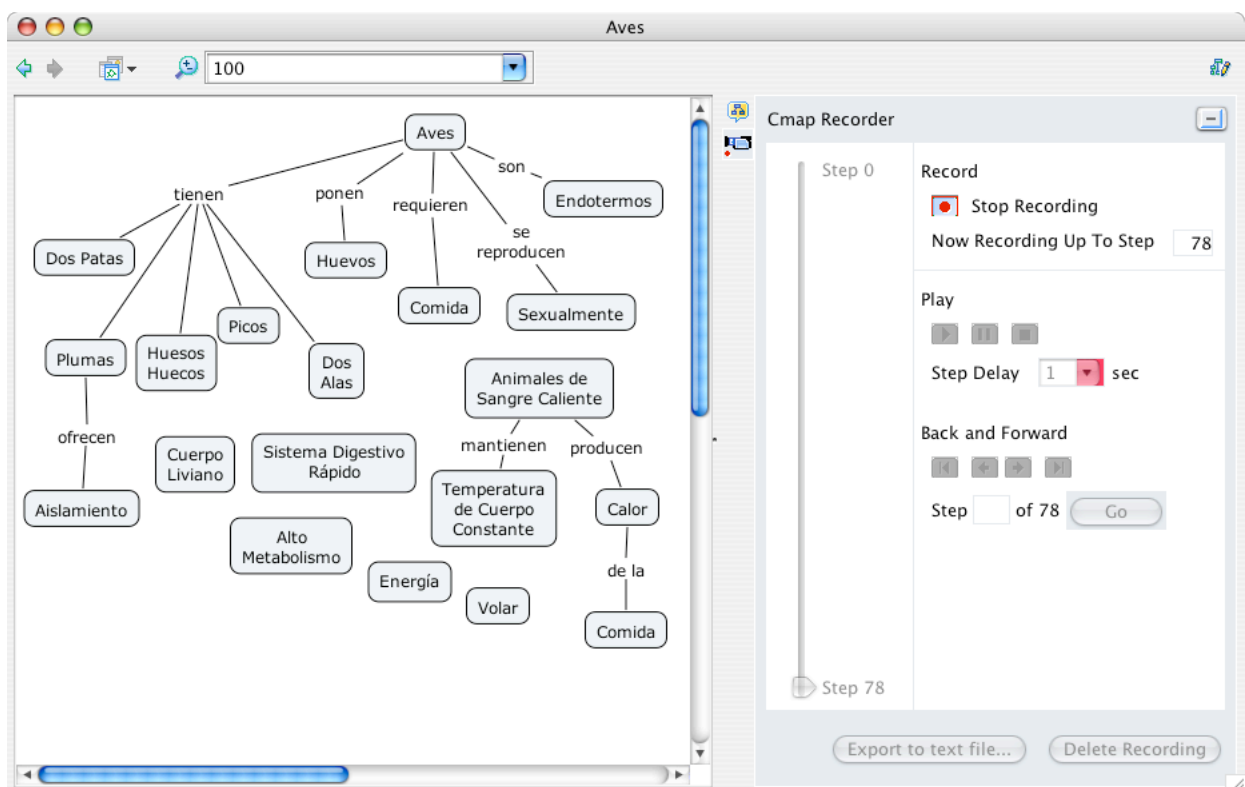 Aves
100
Aves
son
Endotermos
tienen
ponen
requieren
se
reproducen
Dos Patas
Huevos
Comida
Sexualmente
Picos
Plumas
Huesos
Huecos
Dos
Alas
Animales de
Sangre Caliente
ofrecen
mantienen
producen
Cuerpo
Liviano
Sistema Digestivo
Rápido
Temperatura
de Cuerpo
Constante
Calor
Aislamiento
Alto
Metabolismo
de la
Energía
Volar
Comida
Cmap Recorder
Step 0
Step 78
Record
Stop Recording
Now Recording Up To Step 78
Play
Step Delay 1 sec
Back and Forward
Step of 78 Go
Export to text file... Delete Recording